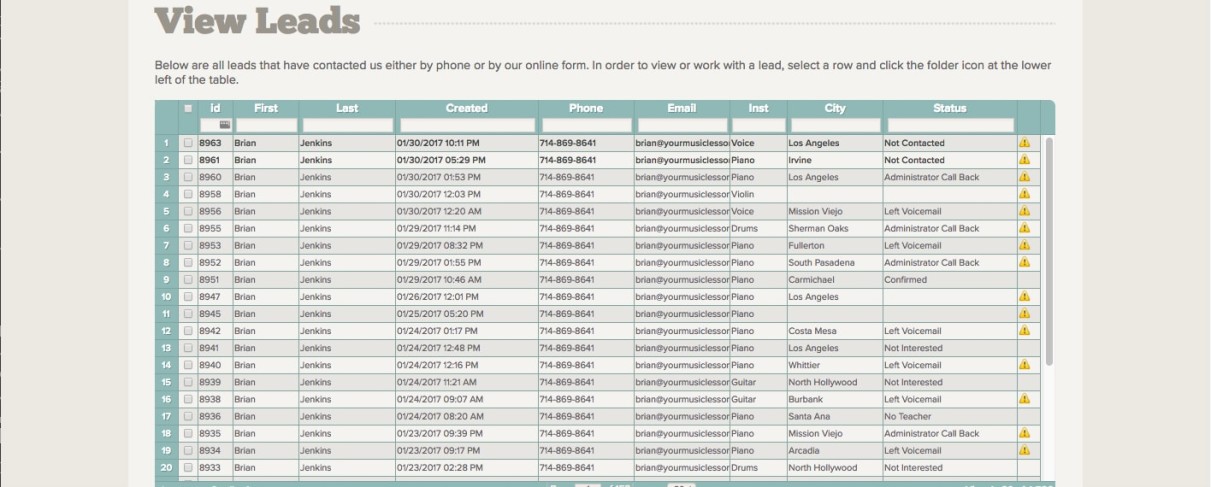 View Leads
Below are all leads that have contacted us either by phone or by our online form. In order to view or work with a lead, select a row and click the folder icon at the lower
left of the table.
id First Last Created Phone Email Inst City Status
1 8963 Brian Jenkins 01/30/2017 10:11 PM 714-869-8641 brian@yourmusiclesso Voice Los Angeles Not Contacted
2 8961 Brian Jenkins 01/30/2017 05:29 PM 714-869-8641 brian@yourmusiclesso Piano Irvine Not Contacted
3 8960 Brian Jenkins 01/30/2017 01:53 PM 714-869-8641 brian@yourmusiclessor Piano Los Angeles Administrator Call Back
4 8958 Brian Jenkins 01/30/2017 12:03 PM 714-869-8641 brian@yourmusiclessor Violin
5 8956 Brian Jenkins 01/30/2017 12:20 AM 714-869-8641 brian@yourmusiclessor Voice Mission Viejo Left Voicemail
6 8955 Brian Jenkins 01/29/2017 11:14 PM 714-869-8641 brian@yourmusiclessor Drums Sherman Oaks Administrator Call Back
7 8953 Brian Jenkins 01/29/2017 08:32 PM 714-869-8641 brian@yourmusiclessor Piano Fullerton Left Voicemail
8 8952 Brian Jenkins 01/29/2017 01:55 PM 714-869-8641 brian@yourmusiclessor Piano South Pasadena Administrator Call Back
9 8951 Brian Jenkins 01/29/2017 10:46 AM 714-869-8641 brian@yourmusiclessor Piano Carmichael Confirmed
10 8947 Brian Jenkins 01/26/2017 12:01 PM 714-869-8641 brian@yourmusiclessor Piano Los Angeles
11 8945 Brian Jenkins 01/25/2017 05:20 PM 714-869-8641 brian@yourmusiclessor Piano
12 8942 Brian Jenkins 01/24/2017 01:17 PM 714-869-8641 brian@yourmusiclessor Piano Costa Mesa Left Voicemail
13 8941 Brian Jenkins 01/24/2017 12:48 PM 714-869-8641 brian@yourmusiclessor Piano Los Angeles Not Interested
14 8940 Brian Jenkins 01/24/2017 12:16 PM 714-869-8641 brian@yourmusiclessor Piano Whittier Left Voicemail
15 8939 Brian Jenkins 01/24/2017 11:21 AM 714-869-8641 brian@yourmusiclessor Guitar North Hollywood Not Interested
16 8938 Brian Jenkins 01/24/2017 09:07 AM 714-869-8641 brian@yourmusiclessor Guitar Burbank Left Voicemail
17 8936 Brian Jenkins 01/24/2017 08:20 AM 714-869-8641 brian@yourmusiclessor Piano Santa Ana No Teacher
18 8935 Brian Jenkins 01/23/2017 09:39 PM 714-869-8641 brian@yourmusiclessor Piano Mission Viejo Administrator Call Back
19 8934 Brian Jenkins 01/23/2017 09:17 PM 714-869-8641 brian@yourmusiclessor Piano Arcadia Left Voicemail
20 8933 Brian Jenkins 01/23/2017 02:28 PM 714-869-8641 brian@yourmusiclessor Drums North Hollywood Not Interested